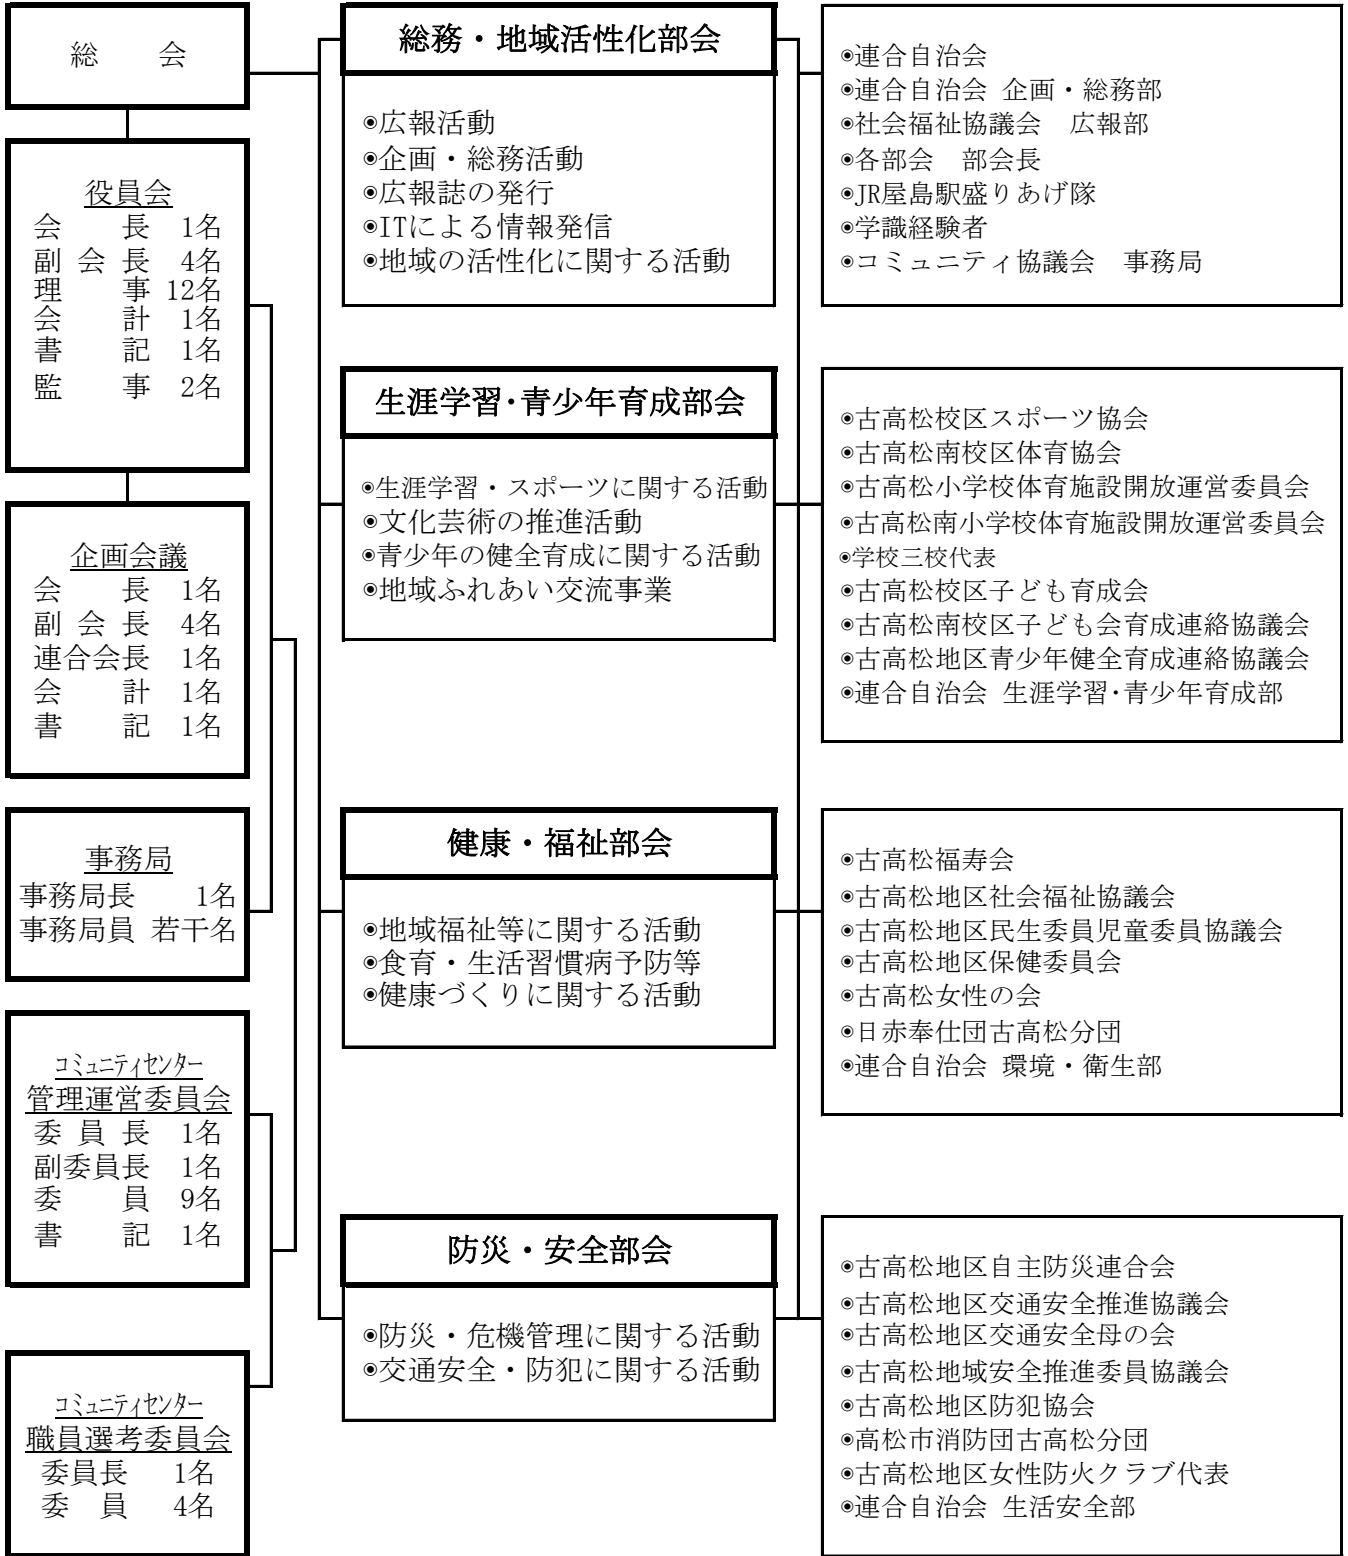 総　　会
役員会
会　　長 1名
副 会 長 4名
理　　事 12名
会　　計 1名
書　　記 1名
監　　事 2名
企画会議
会　　長 1名
副 会 長 4名
連合会長 1名
会　　計 1名
書　　記 1名
事務局
事務局長　　1名
事務局員 若干名
コミュニティセンター
管理運営委員会
委 員 長 1名
副委員長 1名
委　　員 9名
書　　記 1名
コミュニティセンター
職員選考委員会
委員長　1名
委　員　4名
総務・地域活性化部会
◉広報活動
◉企画・総務活動
◉広報誌の発行
◉ITによる情報発信
◉地域の活性化に関する活動
生涯学習・青少年育成部会
◉生涯学習・スポーツに関する活動
◉文化芸術の推進活動
◉青少年の健全育成に関する活動
◉地域ふれあい交流事業
健康・福祉部会
◉地域福祉等に関する活動
◉食育・生活習慣病予防等
◉健康づくりに関する活動
防災・安全部会
◉防災・危機管理に関する活動
◉交通安全・防犯に関する活動
◉連合自治会
◉連合自治会 企画・総務部
◉社会福祉協議会　広報部
◉各部会　部会長
◉JR屋島駅盛りあげ隊
◉学識経験者
◉コミュニティ協議会　事務局
◉古高松校区スポーツ協会
◉古高松南校区体育協会
◉古高松小学校体育施設開放運営委員会
◉古高松南小学校体育施設開放運営委員会
◉学校三校代表
◉古高松校区子ども育成会
◉古高松南校区子ども会育成連絡協議会
◉古高松地区青少年健全育成連絡協議会
◉連合自治会 生涯学習・青少年育成部
◉古高松福寿会
◉古高松地区社会福祉協議会
◉古高松地区民生委員児童委員協議会
◉古高松地区保健委員会
◉古高松女性の会
◉日赤奉仕団古高松分団
◉連合自治会 環境・衛生部
◉古高松地区自主防災連合会
◉古高松地区交通安全推進協議会
◉古高松地区交通安全母の会
◉古高松地域安全推進委員協議会
◉古高松地区防犯協会
◉高松市消防団古高松分団
◉古高松地区女性防火クラブ代表
◉連合自治会 生活安全部